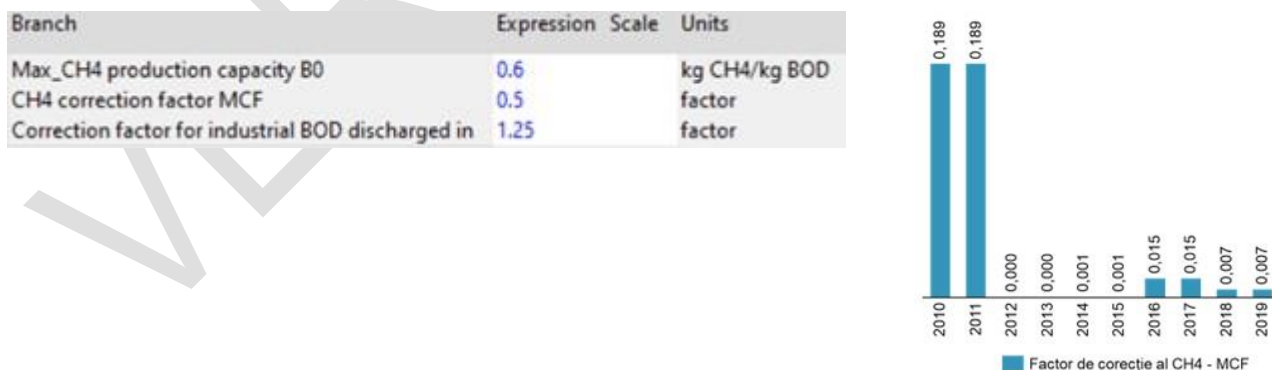 Branch Expression Scale Units
Max_CH4 production capacity B0 0.6 kg CH4/kg BOD
CH4 correction factor MCF 0.5 factor
Correction factor for industrial BOD discharged in 1.25 factor
0,189 0,189 0,000 0,000 0,001 0,001 0,015 0,015 0,007 0,007
2010 2011 2012 2013 2014 2015 2016 2017 2018 2019
Factor de corectie al CH4 - MCF